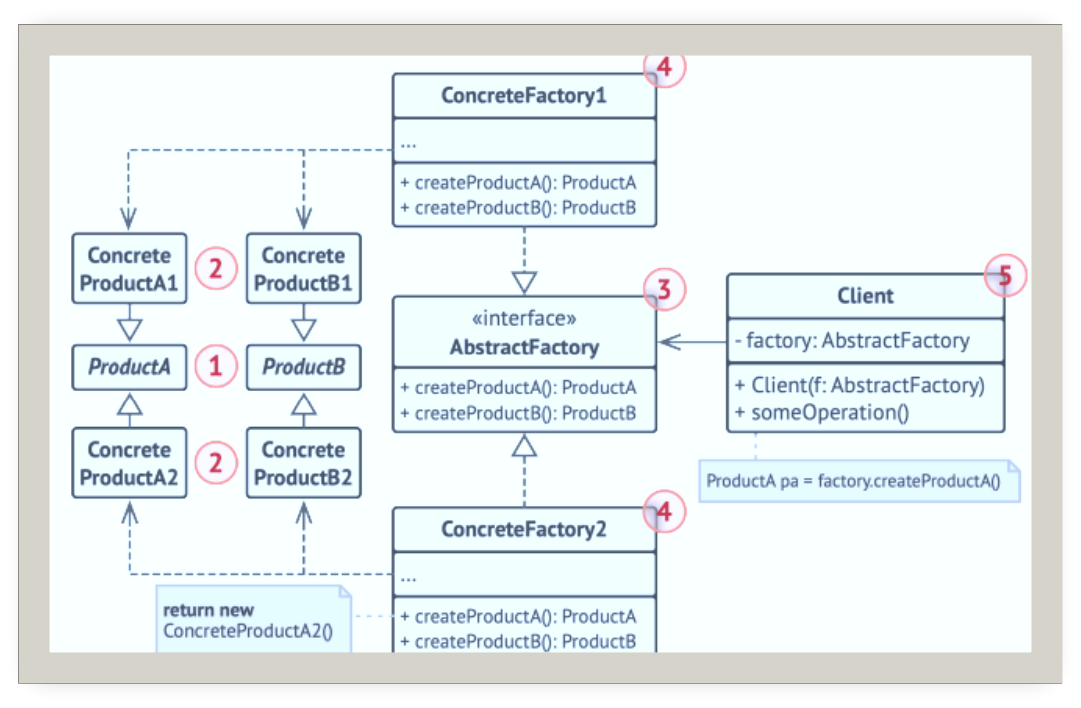 4
ConcreteFactory1
...
+ createProductA(): ProductA
+ createProductB(): ProductB
Concrete
ProductA1
2
Concrete
ProductB1
ProductA
1
ProductB
Concrete
ProductA2
2
Concrete
ProductB2
3
«interface»
AbstractFactory
+ createProductA(): ProductA
+ createProductB(): ProductB
5
Client
- factory: AbstractFactory
+ Client(f: AbstractFactory)
+ someOperation()
ProductA pa = factory.createProductA()
4
ConcreteFactory2
...
+ createProductA(): ProductA
+ createProductB(): ProductB
return new
ConcreteProductA2()